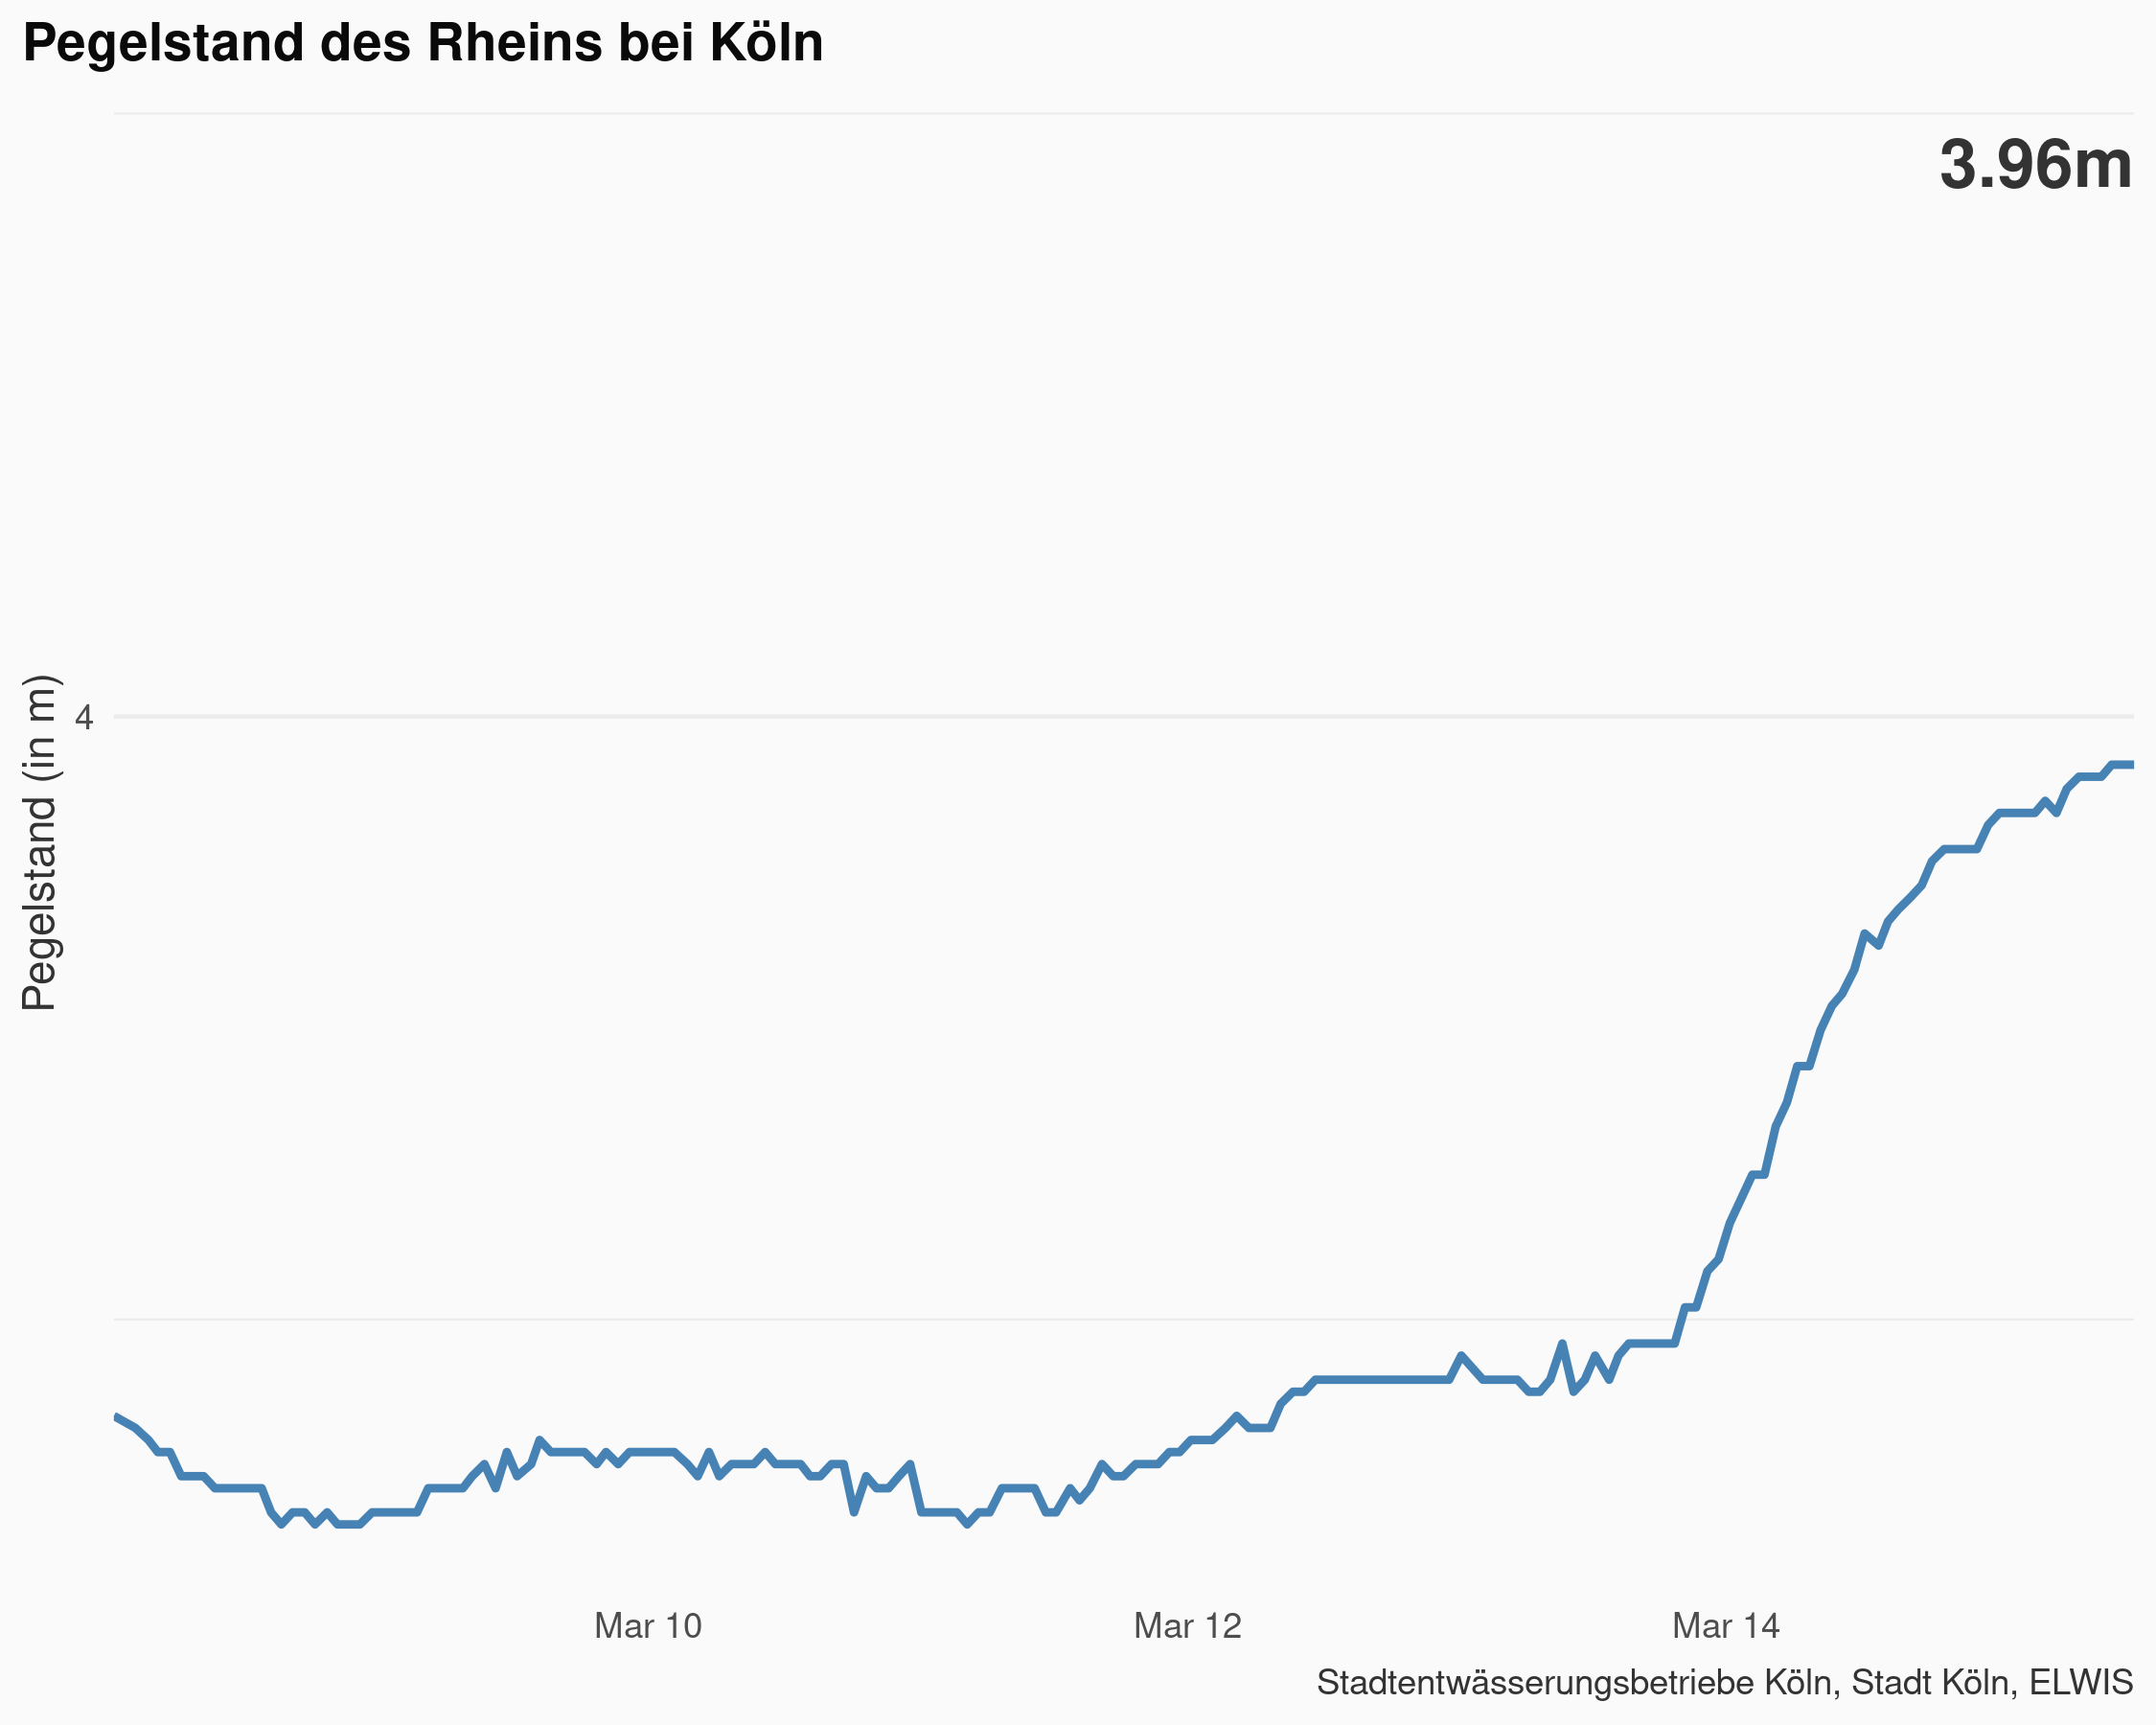 Pegelstand des Rheins bei Köln
3.96m
Pegelstand (in m)
4
Mar 10
Mar 12
Mar 14
Stadtentwässerungsbetriebe Köln, Stadt Köln, ELWIS